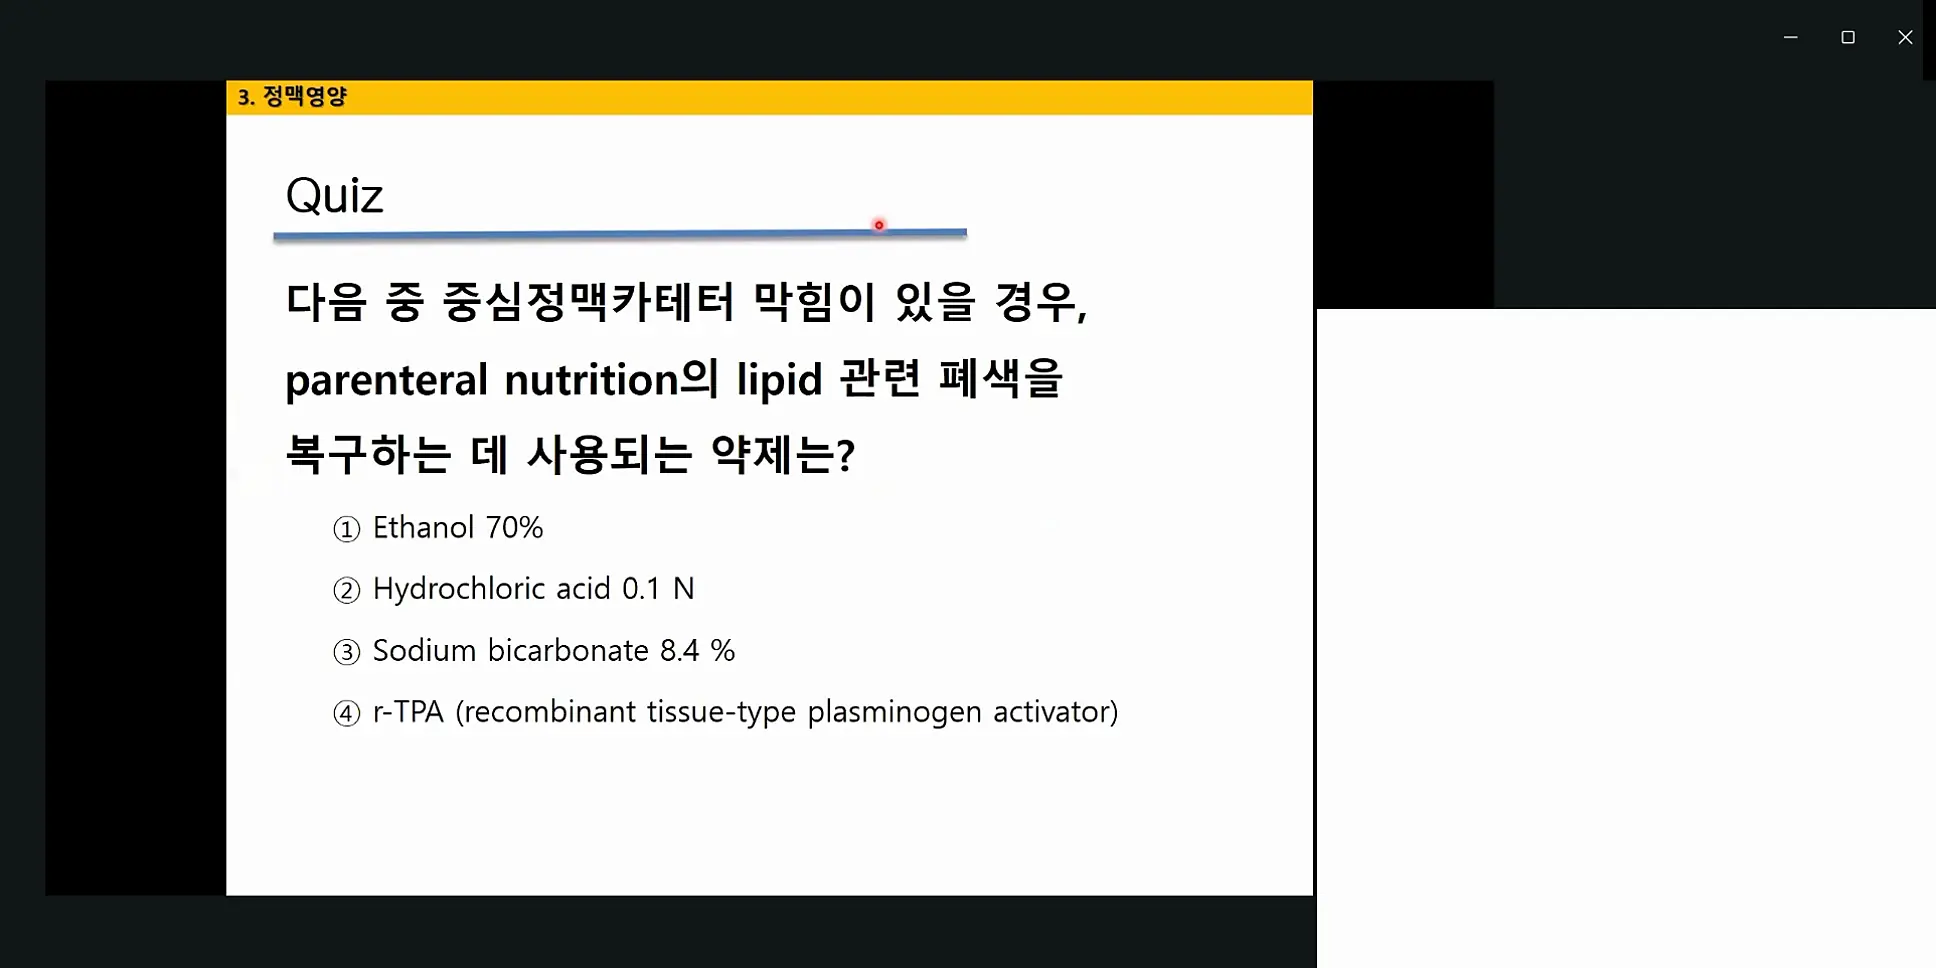 3. 정맥영양
Quiz
다음 중 중심정맥카테터 막힘이 있을 경우,
parenteral nutrition의 lipid 관련 폐색을
복구하는 데 사용되는 약제는?
① Ethanol 70%
② Hydrochloric acid 0.1 N
③ Sodium bicarbonate 8.4 %
④ r-TPA (recombinant tissue-type plasminogen activator)